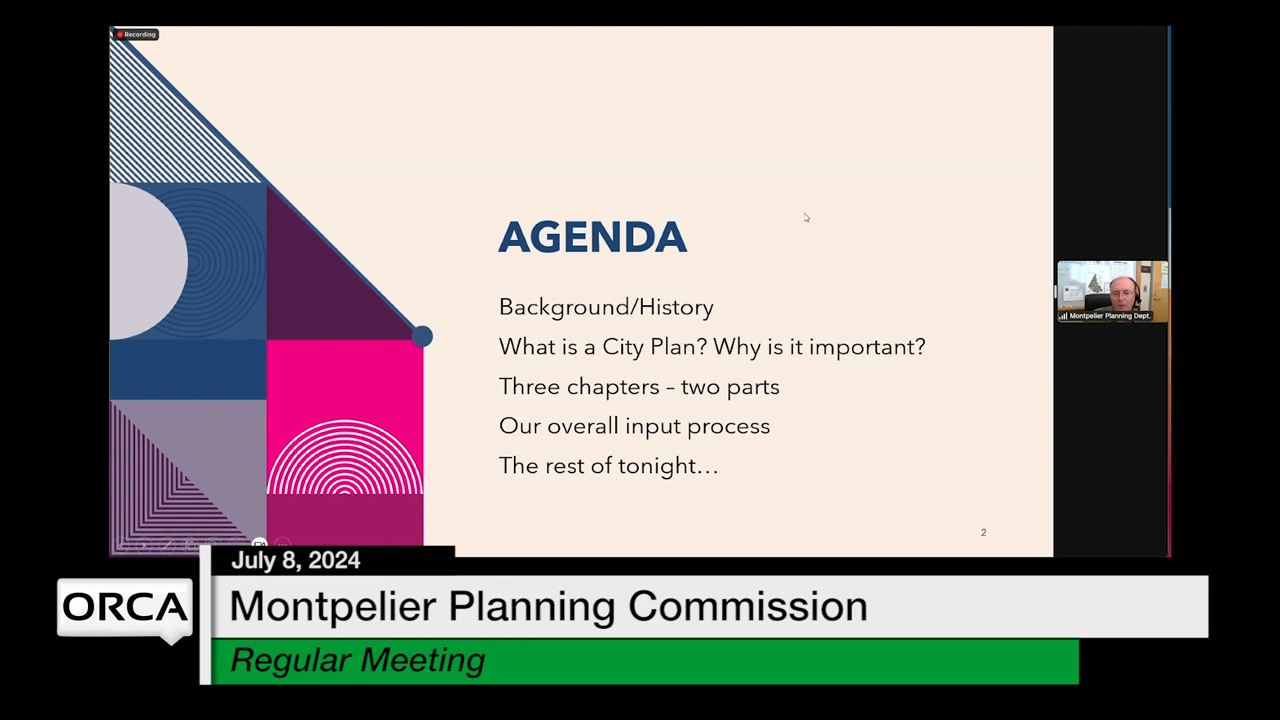 Recording
AGENDA
Background/History
What is a City Plan? Why is it important?
Three chapters – two parts
Our overall input process
The rest of tonight…
2
Montpelier Planning Dept.
July 8, 2024
ORCA
Montpelier Planning Commission
Regular Meeting